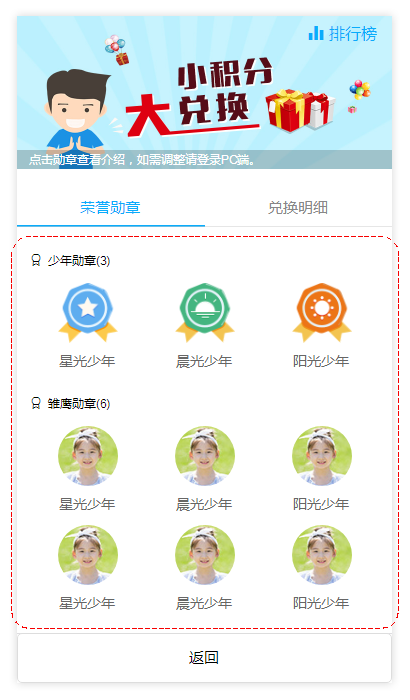 排行榜
小积分
大兑换
点击勋章查看介绍，如需调整请登录PC端。
荣誉勋章 兑换明细
少年勋章(3)
星光少年 晨光少年 阳光少年
雏鹰勋章(6)
星光少年 晨光少年 阳光少年
星光少年 晨光少年 阳光少年
返回